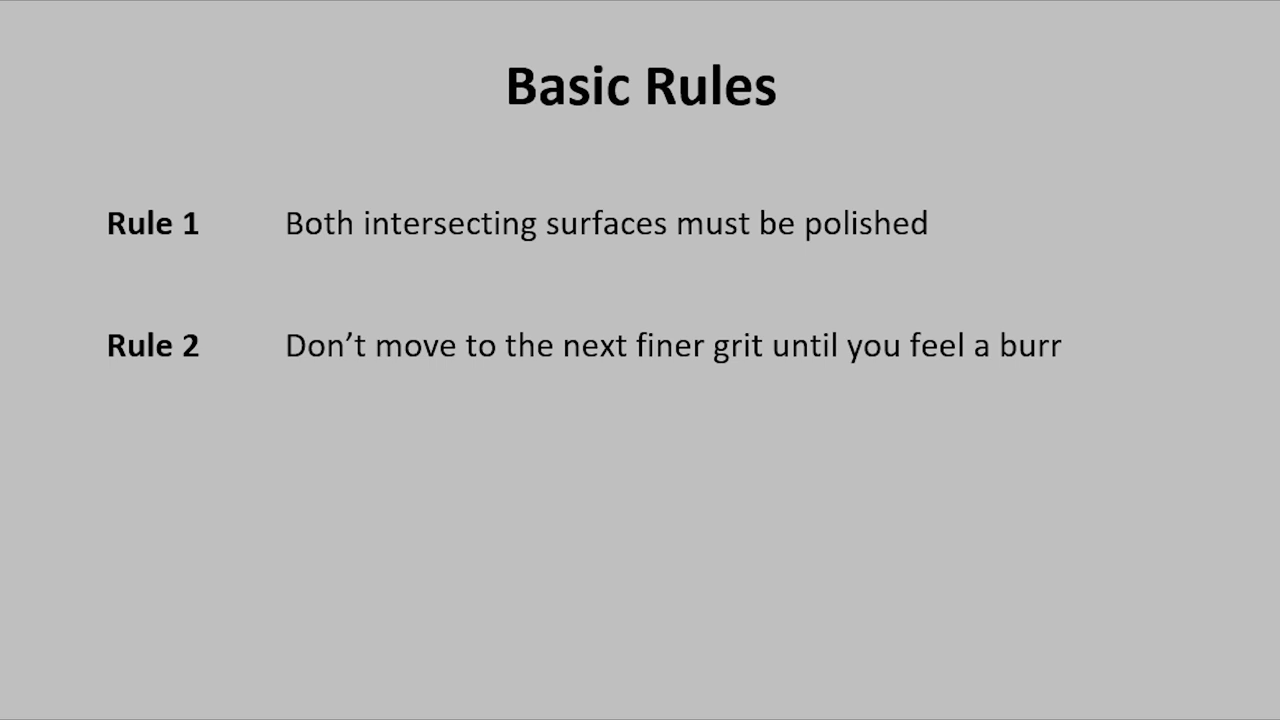 Basic Rules
Rule 1 Both intersecting surfaces must be polished
Rule 2 Don’t move to the next finer grit until you feel a burr